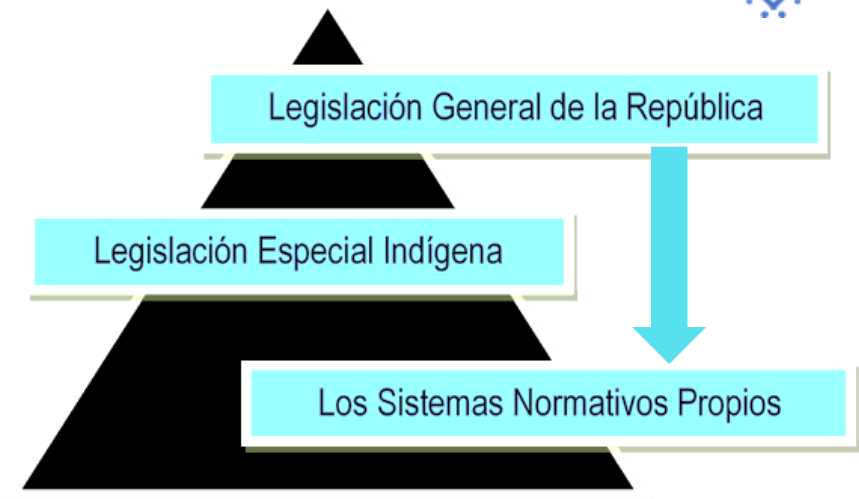 Legislación General de la República
Legislación Especial Indígena
Los Sistemas Normativos Propios